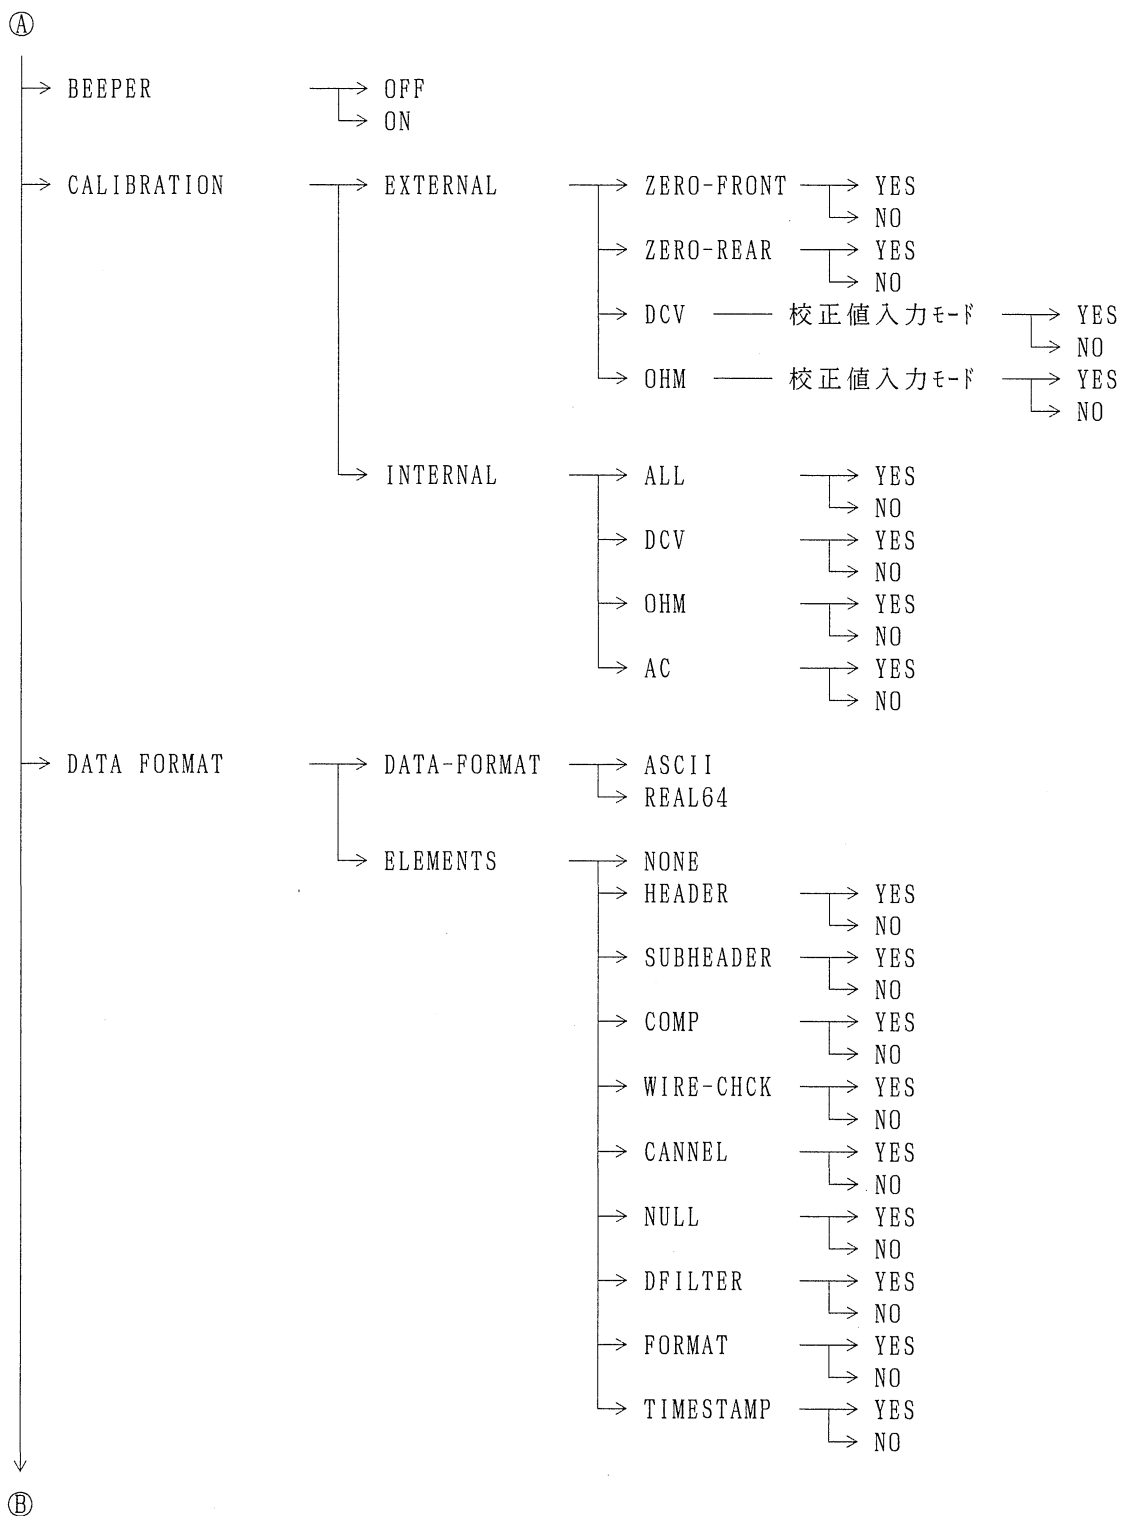 Ⓐ
BEEPER OFF
ON
CALIBRATION EXTERNAL ZERO-FRONT YES
NO
ZERO-REAR YES
NO
DCV 校正値入力ﾓｰﾄﾞ YES
NO
OHM 校正値入力ﾓｰﾄﾞ YES
NO
INTERNAL ALL YES
NO
DCV YES
NO
OHM YES
NO
AC YES
NO
DATA FORMAT DATA-FORMAT ASCII
REAL64
ELEMENTS NONE
HEADER YES
NO
SUBHEADER YES
NO
COMP YES
NO
WIRE-CHCK YES
NO
CANNEL YES
NO
NULL YES
NO
DFILTER YES
NO
FORMAT YES
NO
TIMESTAMP YES
NO
Ⓑ